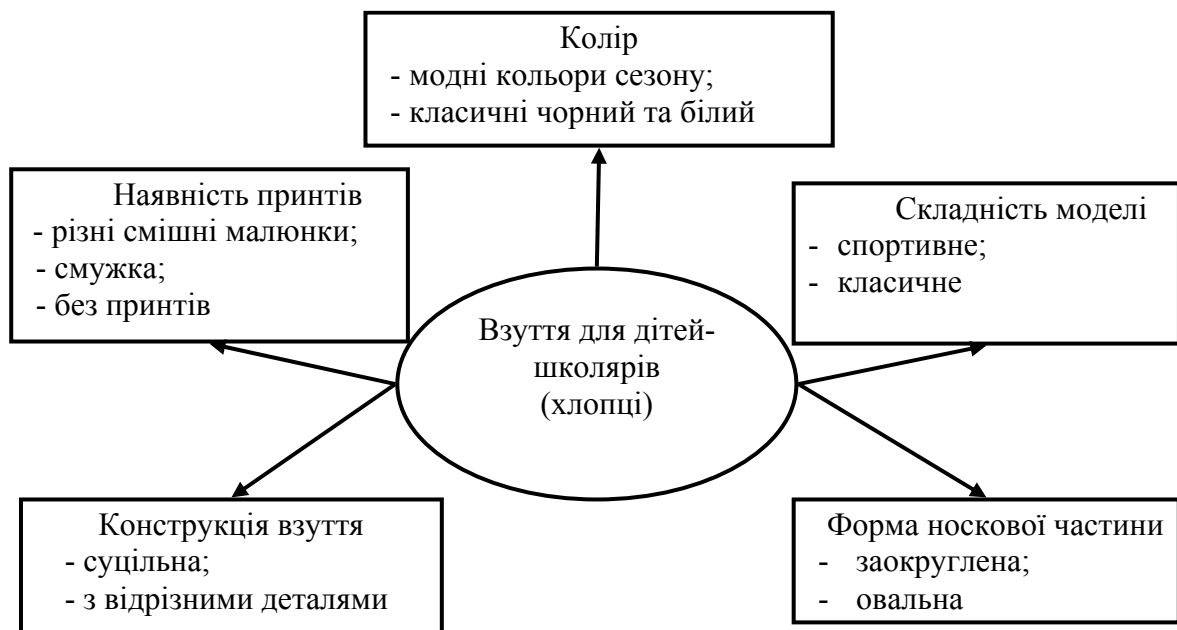 Колір
- модні кольори сезону;
- класичні чорний та білий
Наявність принтів
- різні смішні малюнки;
- смужка;
- без принтів
Складність моделі
- спортивне;
- класичне
Взуття для дітей-
школярів
(хлопці)
Конструкція взуття
- суцільна;
- з відрізними деталями
Форма носкової частини
- заокруглена;
- овальна